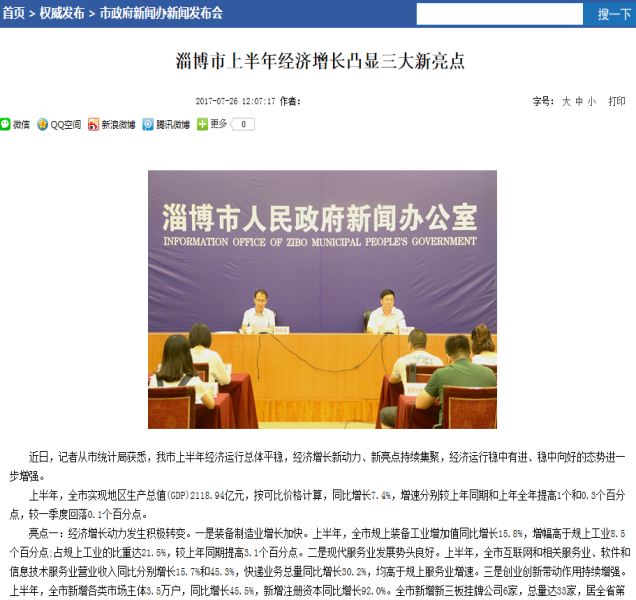 首页 > 权威发布 > 市政府新闻办新闻发布会
搜一下
淄博市上半年经济增长凸显三大新亮点
2017-07-26 12:07:17 作者:
字号: 大 中 小 打印
微信 QQ空间 新浪微博 腾讯微博 更多 0
淄博市人民政府新闻办公室
INFORMATION OFFICE OF ZIBO MUNICIPAL PEOPLE'S GOVERNMENT
近日，记者从市统计局获悉，我市上半年经济运行总体平稳，经济增长新动力、新亮点持续集聚，经济运行稳中有进、稳中向好的态势进一
步增强。
上半年，全市实现地区生产总值(GDP)2118.94亿元，按可比价格计算，同比增长7.4%，增速分别较上年同期和上年全年提高1个和0.3个百分
点，较一季度回落0.1个百分点。
亮点一：经济增长动力发生积极转变。一是装备制造业增长加快。上半年，全市规上装备工业增加值同比增长15.8%，增幅高于规上工业8.5
个百分点;占规上工业的比重达21.5%，较上年同期提高3.1个百分点。二是现代服务业发展势头良好。上半年，全市互联网和相关服务业、软件和
信息技术服务业营业收入同比分别增长15.7%和45.3%，快递业务总量同比增长30.2%，均高于规上服务业增速。三是创业创新带动作用持续增强。
上半年，全市新增各类市场主体3.5万户，同比增长45.5%，新增注册资本同比增长92.0%。全市新增新三板挂牌公司6家，总量达33家，居全省第